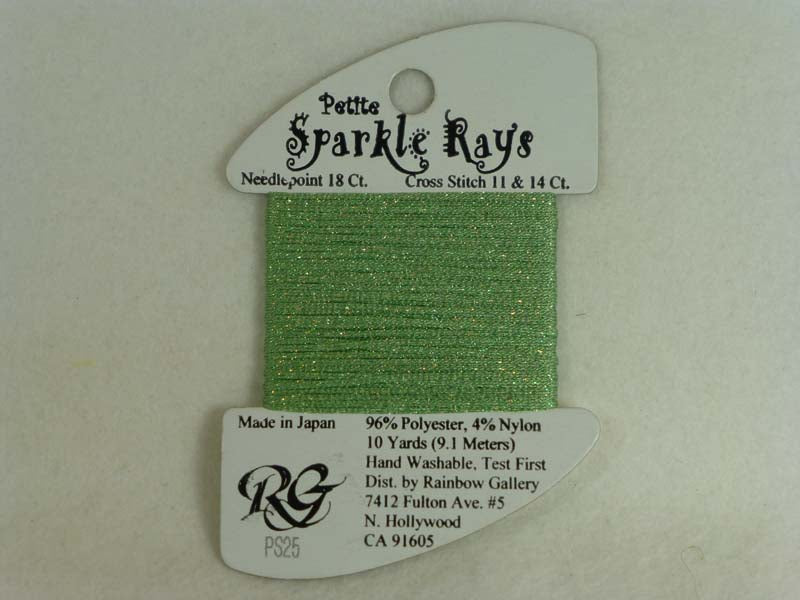 Petite
Sparkle Rays
Needlepoint 18 Ct. Cross Stitch 11 & 14 Ct.
Made in Japan
96% Polyester, 4% Nylon
10 Yards (9.1 Meters)
Hand Washable, Test First
Dist. by Rainbow Gallery
7412 Fulton Ave. #5
N. Hollywood
CA 91605
RG
PS25